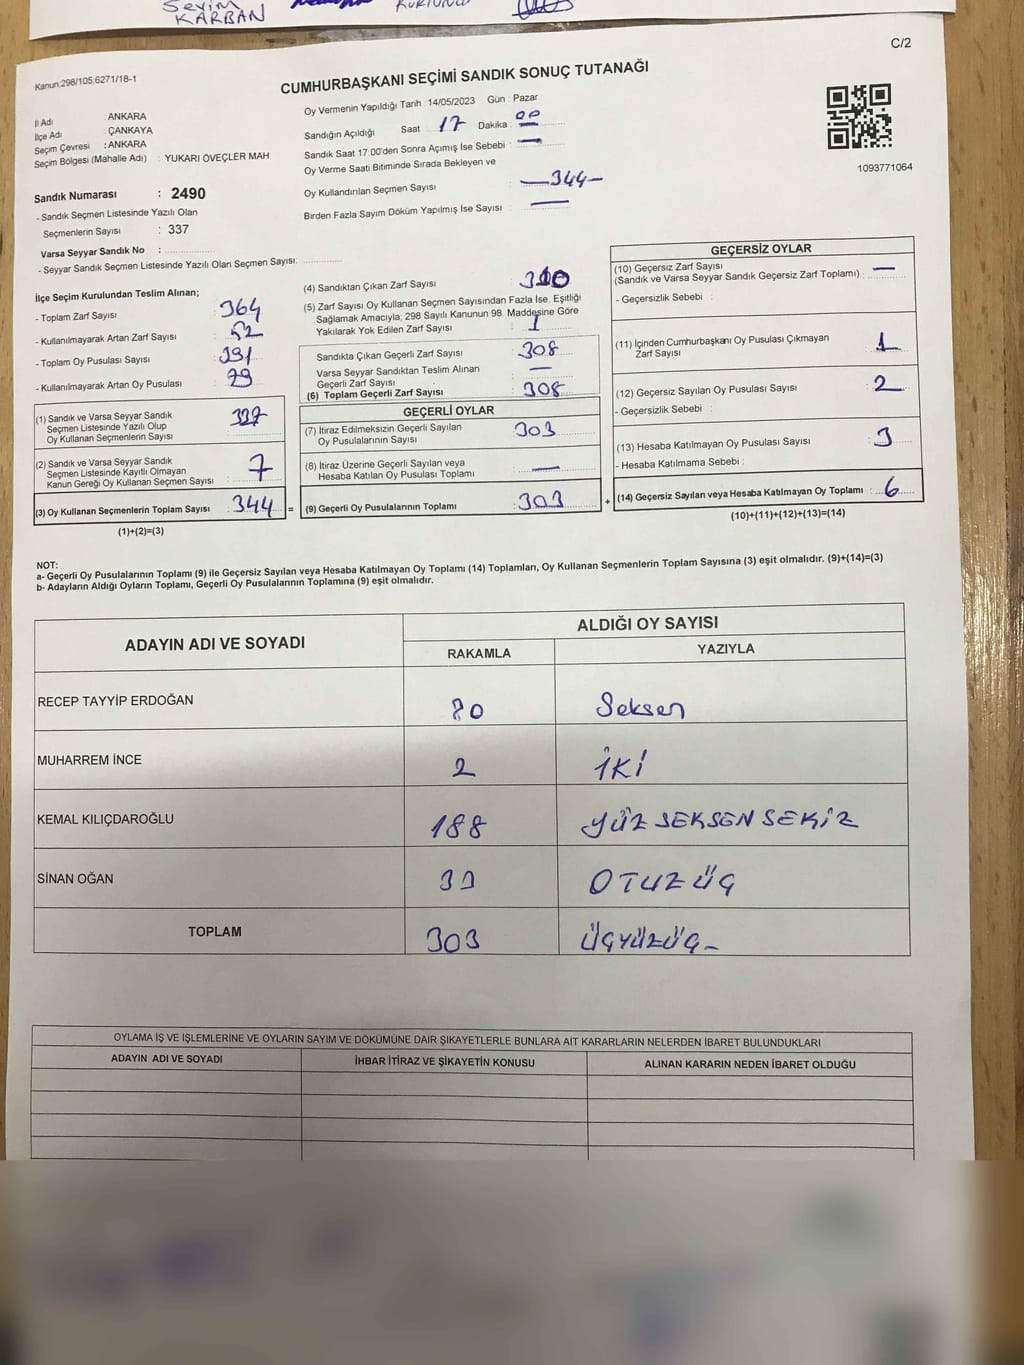 Sevim
KARBAN
C/2
Kanun.298/105,6271/18-1
CUMHURBAŞKANI SEÇİMİ SANDIK SONUÇ TUTANAĞI
İl Adı : ANKARA
İlçe Adı : ÇANKAYA
Seçim Çevresi : ANKARA
Seçim Bölgesi (Mahalle Adı) : YUKARI ÖVEÇLER MAH
Sandık Numarası : 2490
- Sandık Seçmen Listesinde Yazılı Olan
Seçmenlerin Sayısı : 337
Varsa Seyyar Sandık No :
- Seyyar Sandık Seçmen Listesinde Yazılı Olan Seçmen Sayısı:
Oy Vermenin Yapıldığı Tarih : 14/05/2023 Gün : Pazar
Sandığın Açıldığı Saat : 17 Dakika : 00
Sandık Saat 17:00'den Sonra Açımış İse Sebebi : —
Oy Verme Saati Bitiminde Sırada Bekleyen ve
Oy Kullandırılan Seçmen Sayısı : —344—
Birden Fazla Sayım Döküm Yapılmış İse Sayısı : —
1093771064
İlçe Seçim Kurulundan Teslim Alınan;
- Toplam Zarf Sayısı : 364
- Kullanılmayarak Artan Zarf Sayısı : 52
- Toplam Oy Pusulası Sayısı : 391
- Kullanılmayarak Artan Oy Pusulası : 79
(1) Sandık ve Varsa Seyyar Sandık
Seçmen Listesinde Yazılı Olup
Oy Kullanan Seçmenlerin Sayısı : 337
(2) Sandık ve Varsa Seyyar Sandık
Seçmen Listesinde Kayıtlı Olmayan
Kanun Gereği Oy Kullanan Seçmen Sayısı : 7
(3) Oy Kullanan Seçmenlerin Toplam Sayısı : 344 =
(1)+(2)=(3)
(4) Sandıktan Çıkan Zarf Sayısı : 310
(5) Zarf Sayısı Oy Kullanan Seçmen Sayısından Fazla İse, Eşitliği
Sağlamak Amacıyla; 298 Sayılı Kanunun 98. Maddesine Göre
Yakılarak Yok Edilen Zarf Sayısı : 1
Sandıkta Çıkan Geçerli Zarf Sayısı : 308
Varsa Seyyar Sandıktan Teslim Alınan
Geçerli Zarf Sayısı : —
(6) Toplam Geçerli Zarf Sayısı : 308
GEÇERLİ OYLAR
(7) İtiraz Edilmeksizin Geçerli Sayılan
Oy Pusulalarının Sayısı : 303
(8) İtiraz Üzerine Geçerli Sayılan veya
Hesaba Katılan Oy Pusulası Toplamı : —
(9) Geçerli Oy Pusulalarının Toplamı : 303 +
GEÇERSİZ OYLAR
(10) Geçersiz Zarf Sayısı
(Sandık ve Varsa Seyyar Sandık Geçersiz Zarf Toplamı) : —
- Geçersizlik Sebebi :
(11) İçinden Cumhurbaşkanı Oy Pusulası Çıkmayan
Zarf Sayısı : 1
(12) Geçersiz Sayılan Oy Pusulası Sayısı : 2
- Geçersizlik Sebebi :
(13) Hesaba Katılmayan Oy Pusulası Sayısı : 3
- Hesaba Katılmama Sebebi :
(14) Geçersiz Sayılan veya Hesaba Katılmayan Oy Toplamı : 6
(10)+(11)+(12)+(13)=(14)
NOT:
a- Geçerli Oy Pusulalarının Toplamı (9) ile Geçersiz Sayılan veya Hesaba Katılmayan Oy Toplamı (14) Toplamları, Oy Kullanan Seçmenlerin Toplam Sayısına (3) eşit olmalıdır. (9)+(14)=(3)
b- Adayların Aldığı Oyların Toplamı, Geçerli Oy Pusulalarının Toplamına (9) eşit olmalıdır.
ADAYIN ADI VE SOYADI ALDIĞI OY SAYISI
RAKAMLA YAZIYLA
RECEP TAYYİP ERDOĞAN 80 Seksen
MUHARREM İNCE 2 İKİ
KEMAL KILIÇDAROĞLU 188 YÜZ SEKSEN SEKİZ
SİNAN OĞAN 33 OTUZÜÇ
TOPLAM 303 ÜÇYÜZÜÇ-
OYLAMA İŞ VE İŞLEMLERİNE VE OYLARIN SAYIM VE DÖKÜMÜNE DAİR ŞİKAYETLERLE BUNLARA AİT KARARLARIN NELERDEN İBARET BULUNDUKLARI
ADAYIN ADI VE SOYADI İHBAR İTİRAZ VE ŞİKAYETİN KONUSU ALINAN KARARIN NEDEN İBARET OLDUĞU